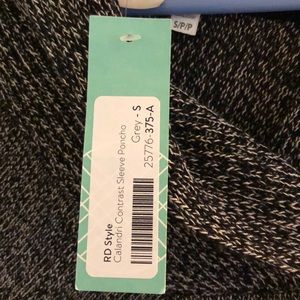 S/P/P
RD Style
Calandri Contrast Sleeve Poncho
Grey - S
25776-375-A